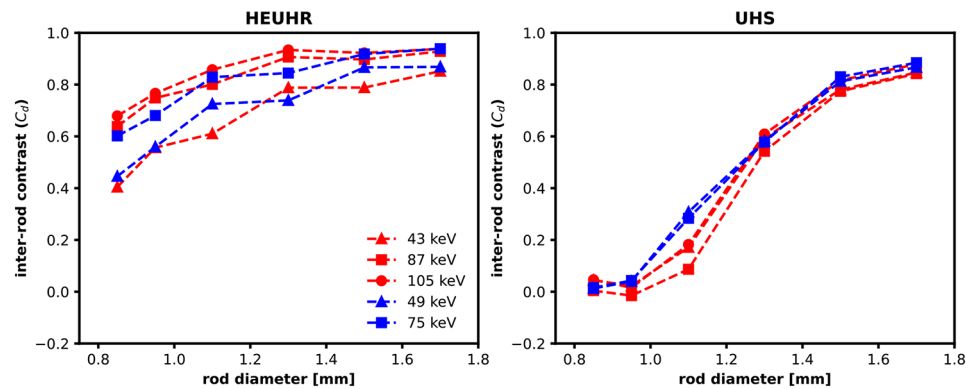 HEUHR
inter-rod contrast (C_d)
1.0
0.8
0.6
0.4
0.2
0.0
−0.2
0.8
1.0
1.2
1.4
1.6
1.8
rod diameter [mm]
43 keV
87 keV
105 keV
49 keV
75 keV
UHS
inter-rod contrast (C_d)
1.0
0.8
0.6
0.4
0.2
0.0
−0.2
0.8
1.0
1.2
1.4
1.6
1.8
rod diameter [mm]